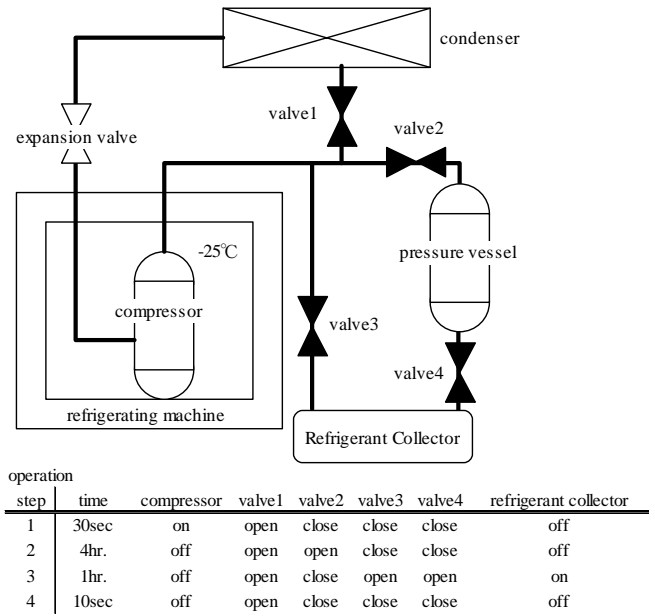 condenser
valve1
valve2
expansion valve
-25℃
pressure vessel
compressor
valve3
valve4
refrigerating machine
Refrigerant Collector
operation
step time compressor valve1 valve2 valve3 valve4 refrigerant collector
1 30sec on open close close close off
2 4hr. off open open close close off
3 1hr. off open close open open on
4 10sec off open close close close off